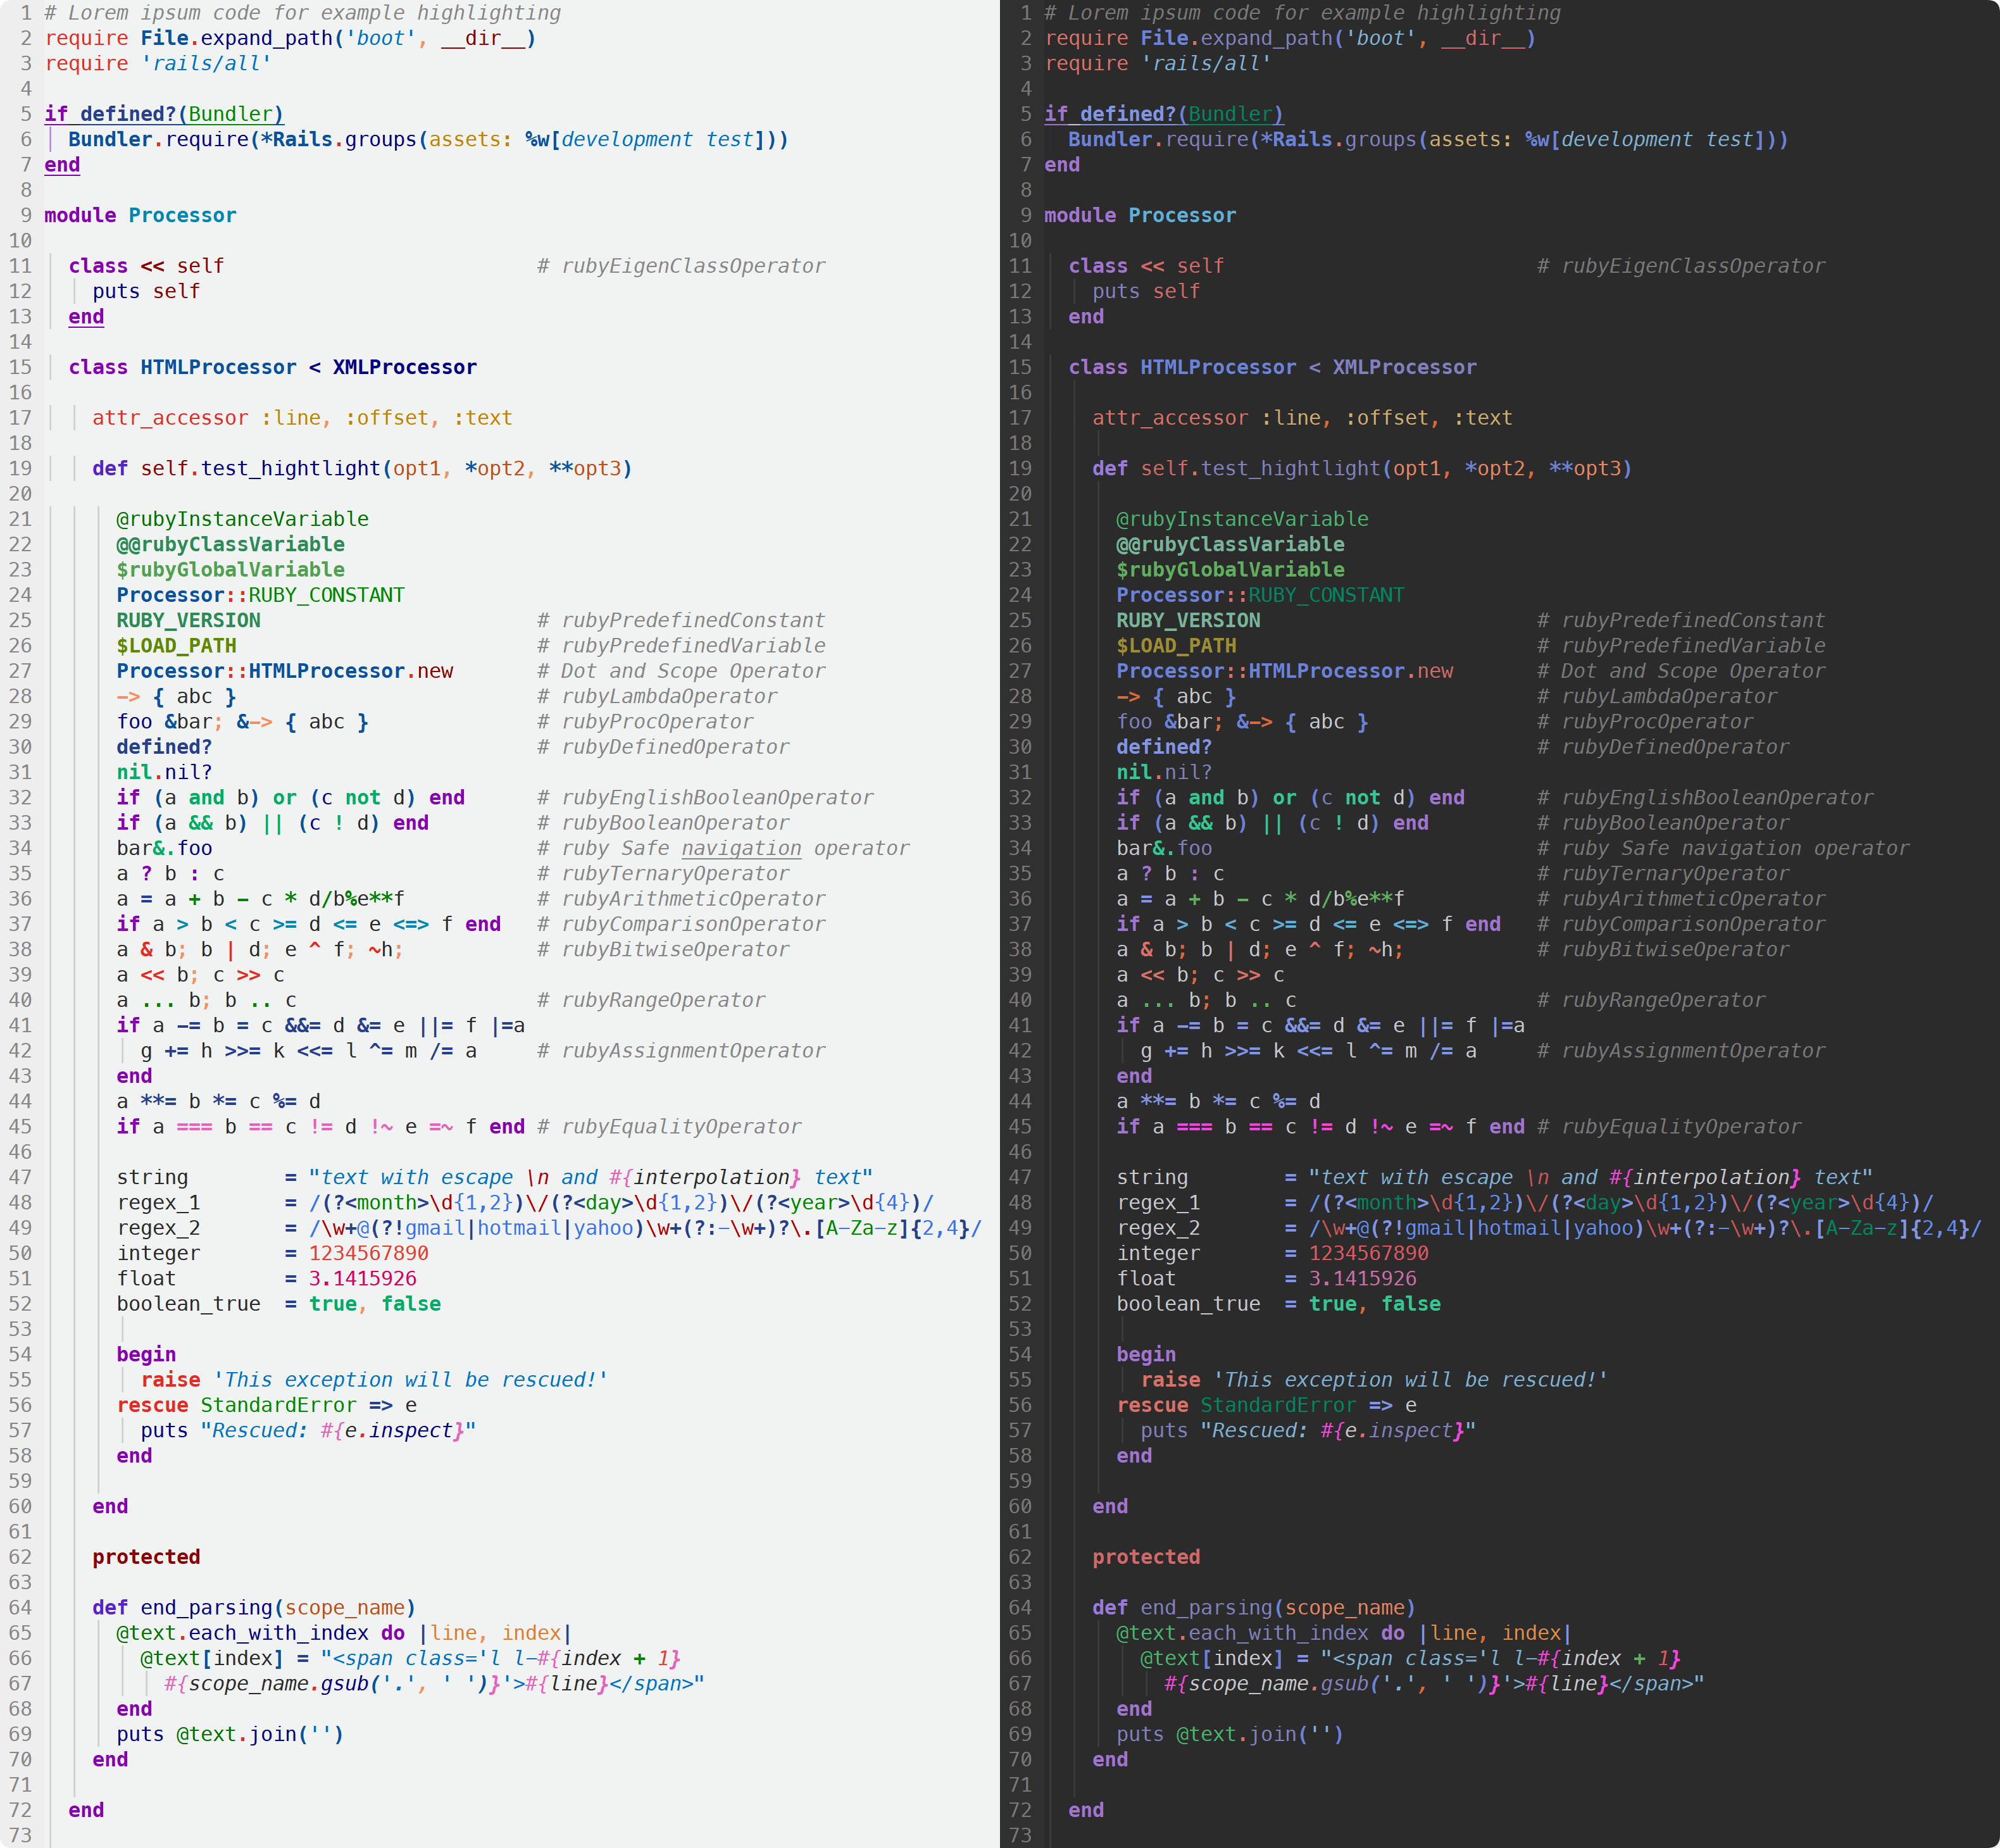 1 # Lorem ipsum code for example highlighting
2 require File.expand_path('boot', __dir__)
3 require 'rails/all'
4
5 if defined?(Bundler)
6   Bundler.require(*Rails.groups(assets: %w[development test]))
7 end
8
9 module Processor
10
11   class << self                          # rubyEigenClassOperator
12     puts self
13   end
14
15   class HTMLProcessor < XMLProcessor
16
17     attr_accessor :line, :offset, :text
18
19     def self.test_hightlight(opt1, *opt2, **opt3)
20
21       @rubyInstanceVariable
22       @@rubyClassVariable
23       $rubyGlobalVariable
24       Processor::RUBY_CONSTANT
25       RUBY_VERSION                       # rubyPredefinedConstant
26       $LOAD_PATH                         # rubyPredefinedVariable
27       Processor::HTMLProcessor.new       # Dot and Scope Operator
28       -> { abc }                         # rubyLambdaOperator
29       foo &bar; &-> { abc }              # rubyProcOperator
30       defined?                           # rubyDefinedOperator
31       nil.nil?
32       if (a and b) or (c not d) end      # rubyEnglishBooleanOperator
33       if (a && b) || (c ! d) end         # rubyBooleanOperator
34       bar&.foo                           # ruby Safe navigation operator
35       a ? b : c                          # rubyTernaryOperator
36       a = a + b - c * d/b%e**f           # rubyArithmeticOperator
37       if a > b < c >= d <= e <=> f end   # rubyComparisonOperator
38       a & b; b | d; e ^ f; ~h;           # rubyBitwiseOperator
39       a << b; c >> c
40       a ... b; b .. c                    # rubyRangeOperator
41       if a -= b = c &&= d &= e ||= f |=a
42         g += h >>= k <<= l ^= m /= a     # rubyAssignmentOperator
43       end
44       a **= b *= c %= d
45       if a === b == c != d !~ e =~ f end # rubyEqualityOperator
46
47       string        = "text with escape \n and #{interpolation} text"
48       regex_1       = /(?<month>\d{1,2})\/(?<day>\d{1,2})\/(?<year>\d{4})/
49       regex_2       = /\w+@(?!gmail|hotmail|yahoo)\w+(?:-\w+)?\.[A-Za-z]{2,4}/
50       integer       = 1234567890
51       float         = 3.1415926
52       boolean_true  = true, false
53
54       begin
55         raise 'This exception will be rescued!'
56       rescue StandardError => e
57         puts "Rescued: #{e.inspect}"
58       end
59
60     end
61
62     protected
63
64     def end_parsing(scope_name)
65       @text.each_with_index do |line, index|
66         @text[index] = "<span class='l l-#{index + 1}
67           #{scope_name.gsub('.', ' ')}'>#{line}</span>"
68       end
69       puts @text.join('')
70     end
71
72   end
73
1 # Lorem ipsum code for example highlighting
2 require File.expand_path('boot', __dir__)
3 require 'rails/all'
4
5 if defined?(Bundler)
6   Bundler.require(*Rails.groups(assets: %w[development test]))
7 end
8
9 module Processor
10
11   class << self                          # rubyEigenClassOperator
12     puts self
13   end
14
15   class HTMLProcessor < XMLProcessor
16
17     attr_accessor :line, :offset, :text
18
19     def self.test_hightlight(opt1, *opt2, **opt3)
20
21       @rubyInstanceVariable
22       @@rubyClassVariable
23       $rubyGlobalVariable
24       Processor::RUBY_CONSTANT
25       RUBY_VERSION                       # rubyPredefinedConstant
26       $LOAD_PATH                         # rubyPredefinedVariable
27       Processor::HTMLProcessor.new       # Dot and Scope Operator
28       -> { abc }                         # rubyLambdaOperator
29       foo &bar; &-> { abc }              # rubyProcOperator
30       defined?                           # rubyDefinedOperator
31       nil.nil?
32       if (a and b) or (c not d) end      # rubyEnglishBooleanOperator
33       if (a && b) || (c ! d) end         # rubyBooleanOperator
34       bar&.foo                           # ruby Safe navigation operator
35       a ? b : c                          # rubyTernaryOperator
36       a = a + b - c * d/b%e**f           # rubyArithmeticOperator
37       if a > b < c >= d <= e <=> f end   # rubyComparisonOperator
38       a & b; b | d; e ^ f; ~h;           # rubyBitwiseOperator
39       a << b; c >> c
40       a ... b; b .. c                    # rubyRangeOperator
41       if a -= b = c &&= d &= e ||= f |=a
42         g += h >>= k <<= l ^= m /= a     # rubyAssignmentOperator
43       end
44       a **= b *= c %= d
45       if a === b == c != d !~ e =~ f end # rubyEqualityOperator
46
47       string        = "text with escape \n and #{interpolation} text"
48       regex_1       = /(?<month>\d{1,2})\/(?<day>\d{1,2})\/(?<year>\d{4})/
49       regex_2       = /\w+@(?!gmail|hotmail|yahoo)\w+(?:-\w+)?\.[A-Za-z]{2,4}/
50       integer       = 1234567890
51       float         = 3.1415926
52       boolean_true  = true, false
53
54       begin
55         raise 'This exception will be rescued!'
56       rescue StandardError => e
57         puts "Rescued: #{e.inspect}"
58       end
59
60     end
61
62     protected
63
64     def end_parsing(scope_name)
65       @text.each_with_index do |line, index|
66         @text[index] = "<span class='l l-#{index + 1}
67           #{scope_name.gsub('.', ' ')}'>#{line}</span>"
68       end
69       puts @text.join('')
70     end
71
72   end
73